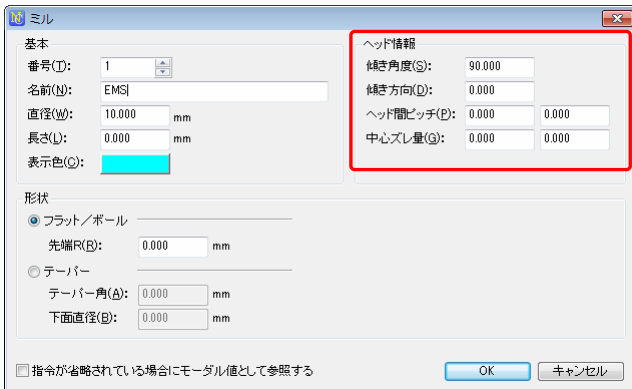 ミル
基本
番号(T): 1
名前(N): EMS
直径(W): 10.000 mm
長さ(L): 0.000 mm
表示色(C):
ヘッド情報
傾き角度(S): 90.000
傾き方向(D): 0.000
ヘッド間ピッチ(P): 0.000 0.000
中心ズレ量(G): 0.000 0.000
形状
フラット／ボール
先端R(R): 0.000 mm
テーパー
テーパー角(A): 0.000 mm
下面直径(B): 0.000 mm
指令が省略されている場合にモーダル値として参照する
OK キャンセル